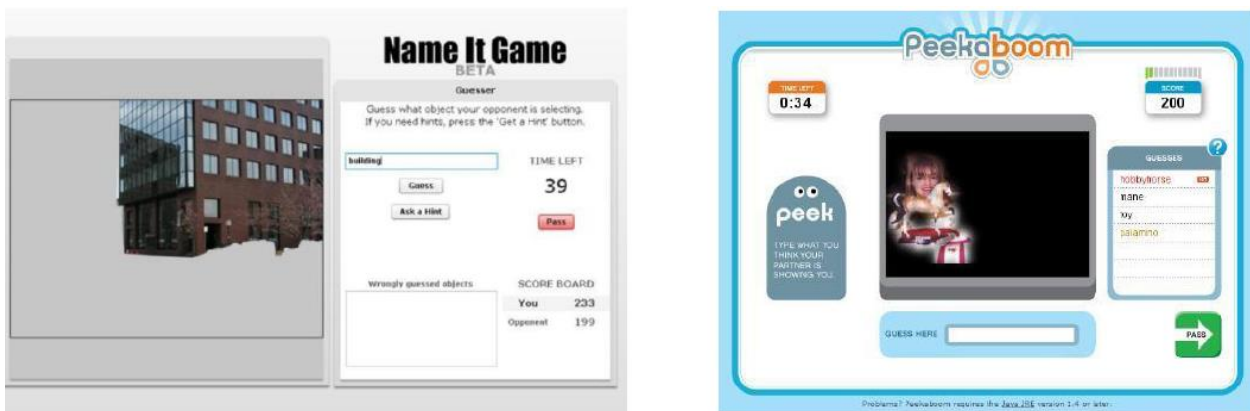 Name It Game
BETA
Guesser
Guess what object your opponent is selecting.
If you need hints, press the 'Get a Hint' button.
building
TIME LEFT
Guess
39
Ask a Hint
Pass
Wrongly guessed objects
SCORE BOARD
You 233
Opponent 199
Peekaboom
TIME LEFT
0:34
SCORE
200
?
GUESSES
hobbyhorse
mane
toy
palamino
peek
TYPE WHAT YOU
THINK YOUR
PARTNER IS
SHOWING YOU.
GUESS HERE
PASS
Problems? Peekaboom requires the Java JRE version 1.4 or later.